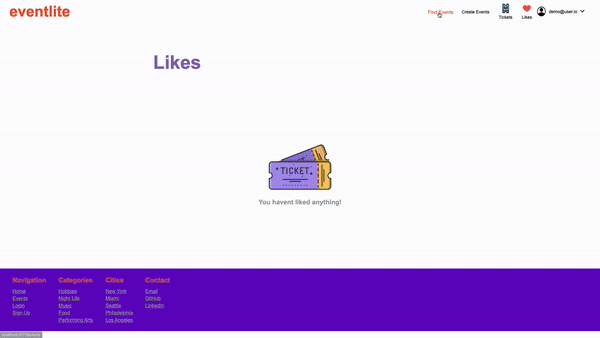 eventlite
Find Events
Create Events
Tickets
Likes
demo@user.io
Likes
TICKET
You havent liked anything!
Navigation
Home
Events
Login
Sign Up
Categories
Hobbies
Night Life
Music
Food
Performing Arts
Cities
New York
Miami
Seattle
Philadelphia
Los Angeles
Contact
Email
GitHub
LinkedIn